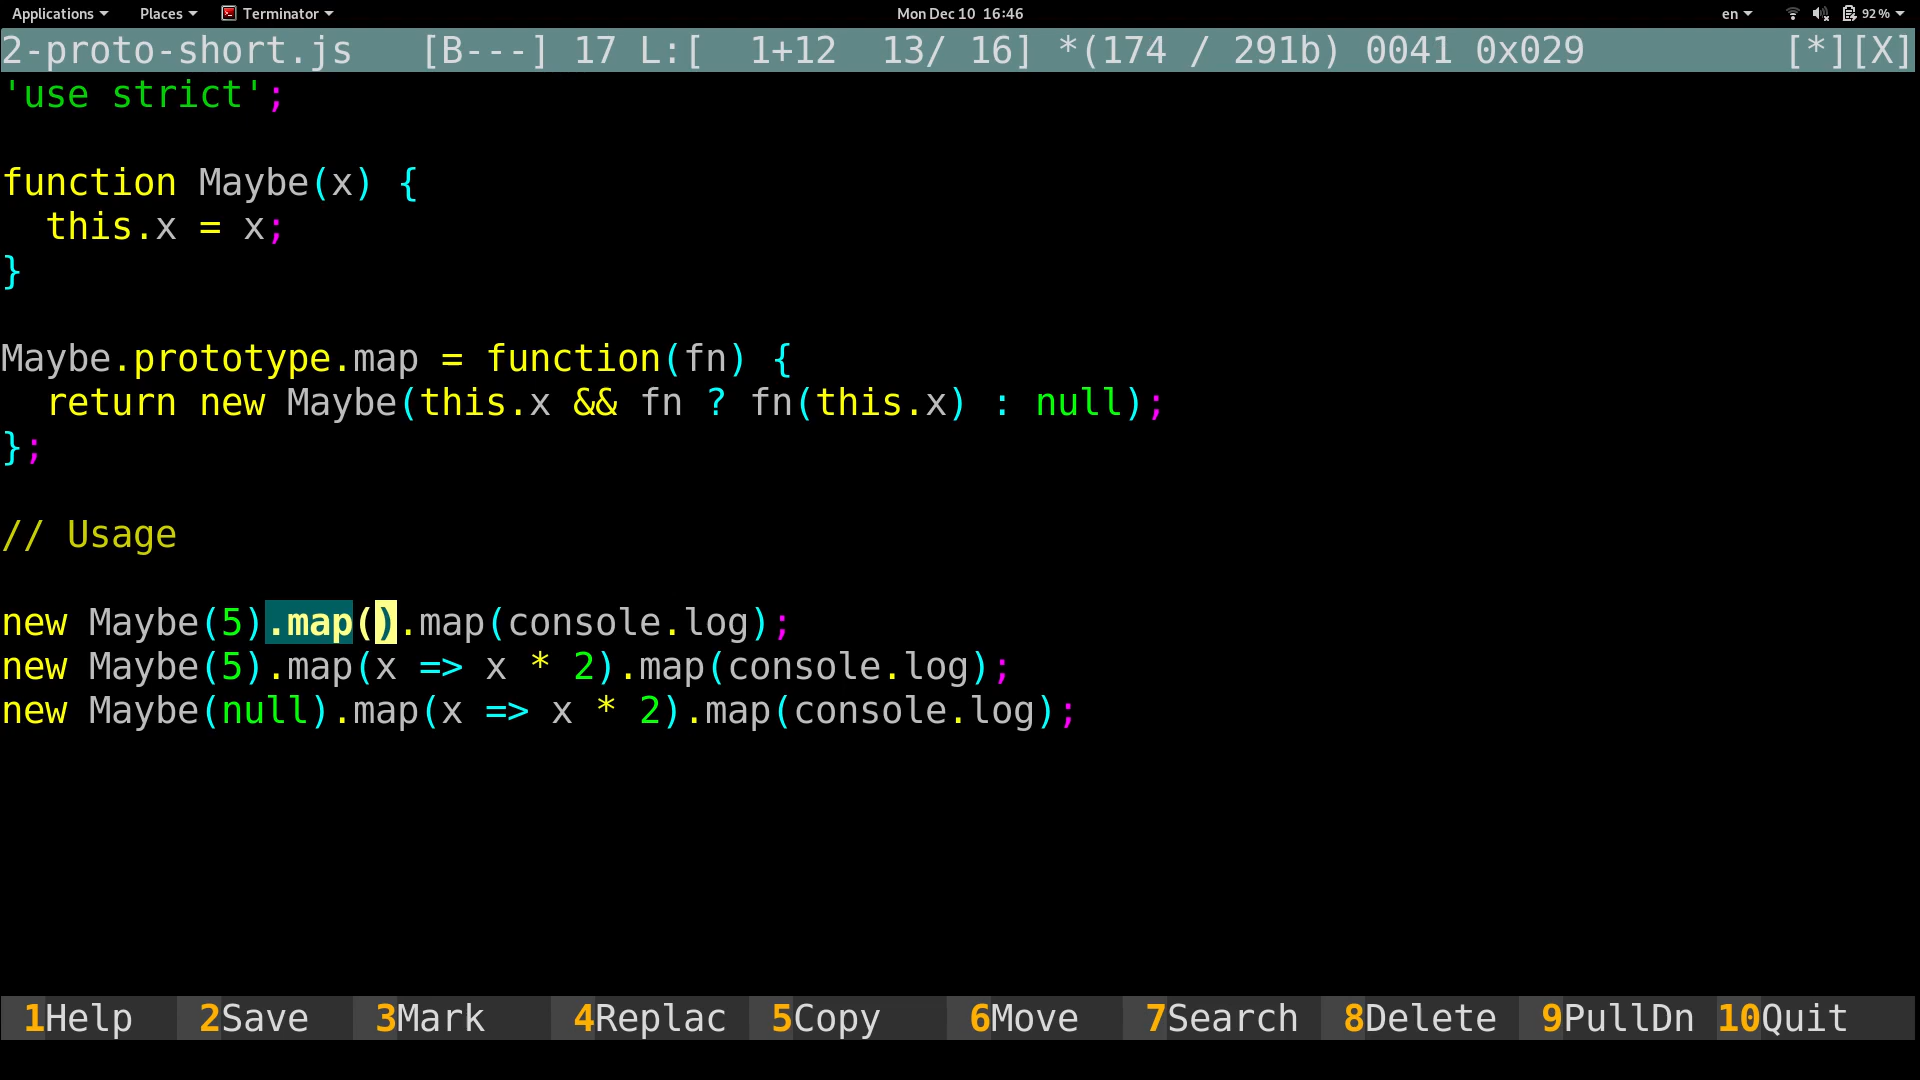 Applications Places Terminator Mon Dec 10 16:46 en 92%
2-proto-short.js [B---] 17 L:[ 1+12 13/ 16] *(174 / 291b) 0041 0x029 [*][X]
'use strict';
function Maybe(x) {
  this.x = x;
}
Maybe.prototype.map = function(fn) {
  return new Maybe(this.x && fn ? fn(this.x) : null);
};
// Usage
new Maybe(5).map().map(console.log);
new Maybe(5).map(x => x * 2).map(console.log);
new Maybe(null).map(x => x * 2).map(console.log);
1Help 2Save 3Mark 4Replac 5Copy 6Move 7Search 8Delete 9PullDn 10Quit